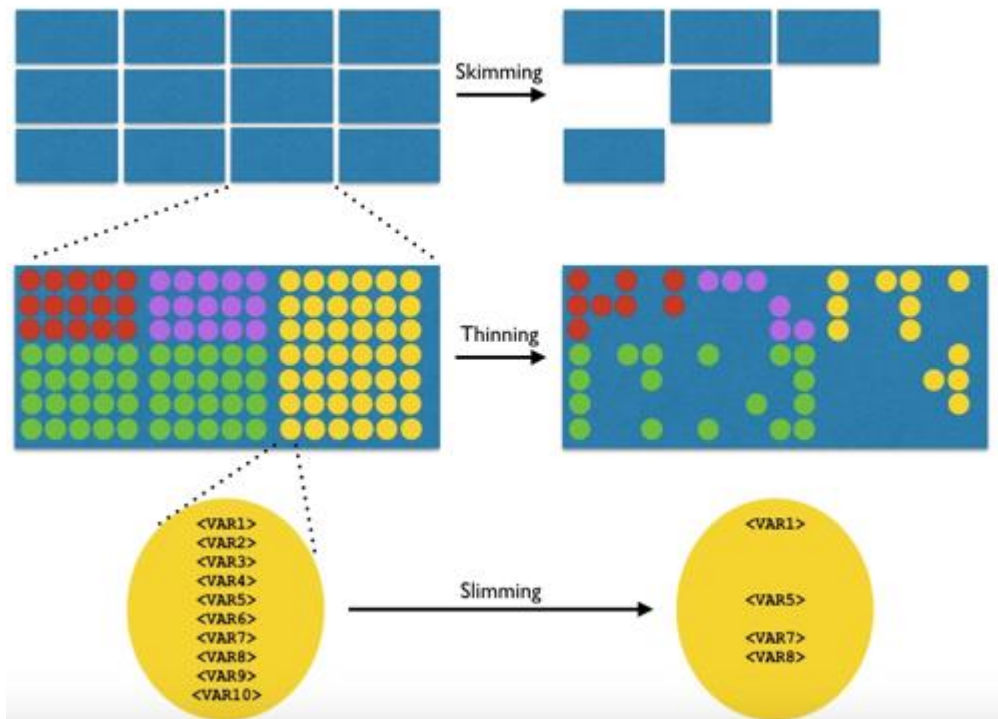 Skimming
Thinning
<VAR1>
<VAR2>
<VAR3>
<VAR4>
<VAR5>
<VAR6>
<VAR7>
<VAR8>
<VAR9>
<VAR10>
Slimming
<VAR1>
<VAR5>
<VAR7>
<VAR8>